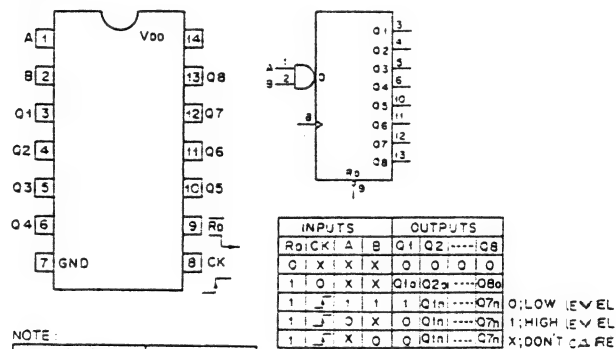 A 1 VDD 14
B 2 13 Q8
Q1 3 12 Q7
Q2 4 11 Q6
Q3 5 10 Q5
Q4 6 9 RD
7 GND 8 CK
NOTE:
A 1
B 2
D
8
RD
9
Q1 3
Q2 4
Q3 5
Q4 6
Q5 10
Q6 11
Q7 12
Q8 13
INPUTS OUTPUTS
RD CK A B Q1 Q2 ---- Q8
0 X X X 0 0 0 0
1 0 X X Q1o Q2o ---- Q8o
1 1 1 1 Q1n ---- Q7n 0;LOW LEVEL
1 0 X 0 Q1n ---- Q7n 1;HIGH LEVEL
1 X 0 0 Q1n ---- Q7n X;DON'T CARE